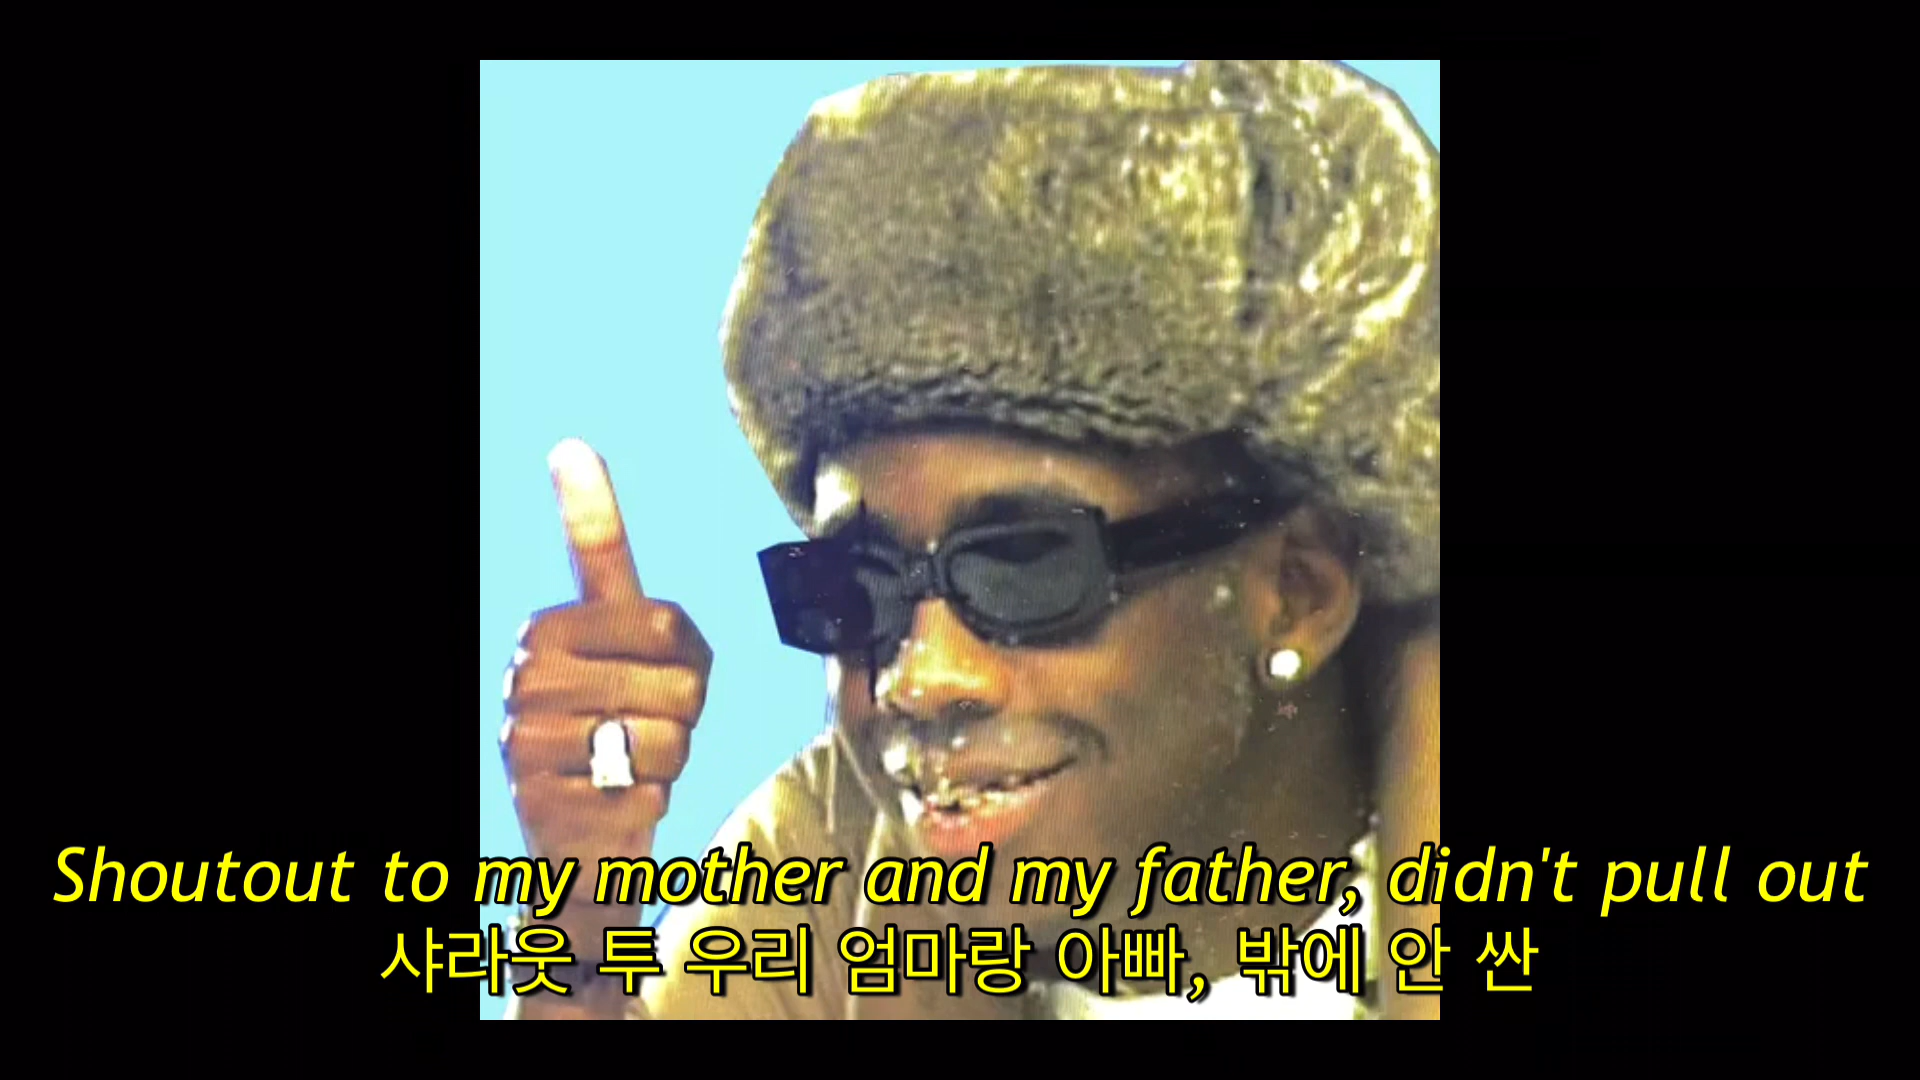 Shoutout to my mother and my father, didn't pull out
샤라웃 투 우리 엄마랑 아빠, 밖에 안 싼